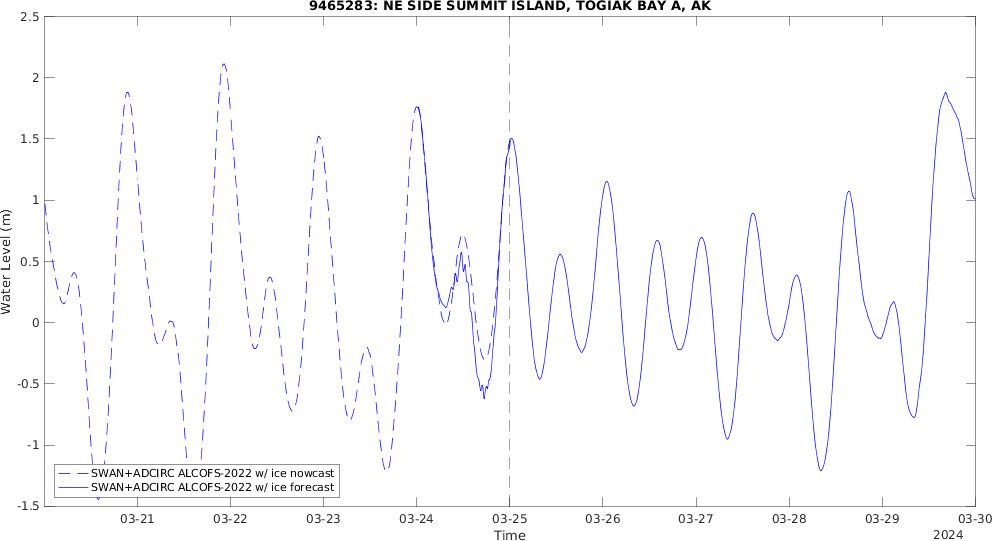 9465283: NE SIDE SUMMIT ISLAND, TOGIAK BAY A, AK
2.5
2
1.5
1
0.5
0
-0.5
-1
-1.5
Water Level (m)
SWAN+ADCIRC ALCOFS-2022 w/ ice nowcast
SWAN+ADCIRC ALCOFS-2022 w/ ice forecast
03-21 03-22 03-23 03-24 03-25 03-26 03-27 03-28 03-29 03-30
Time
2024